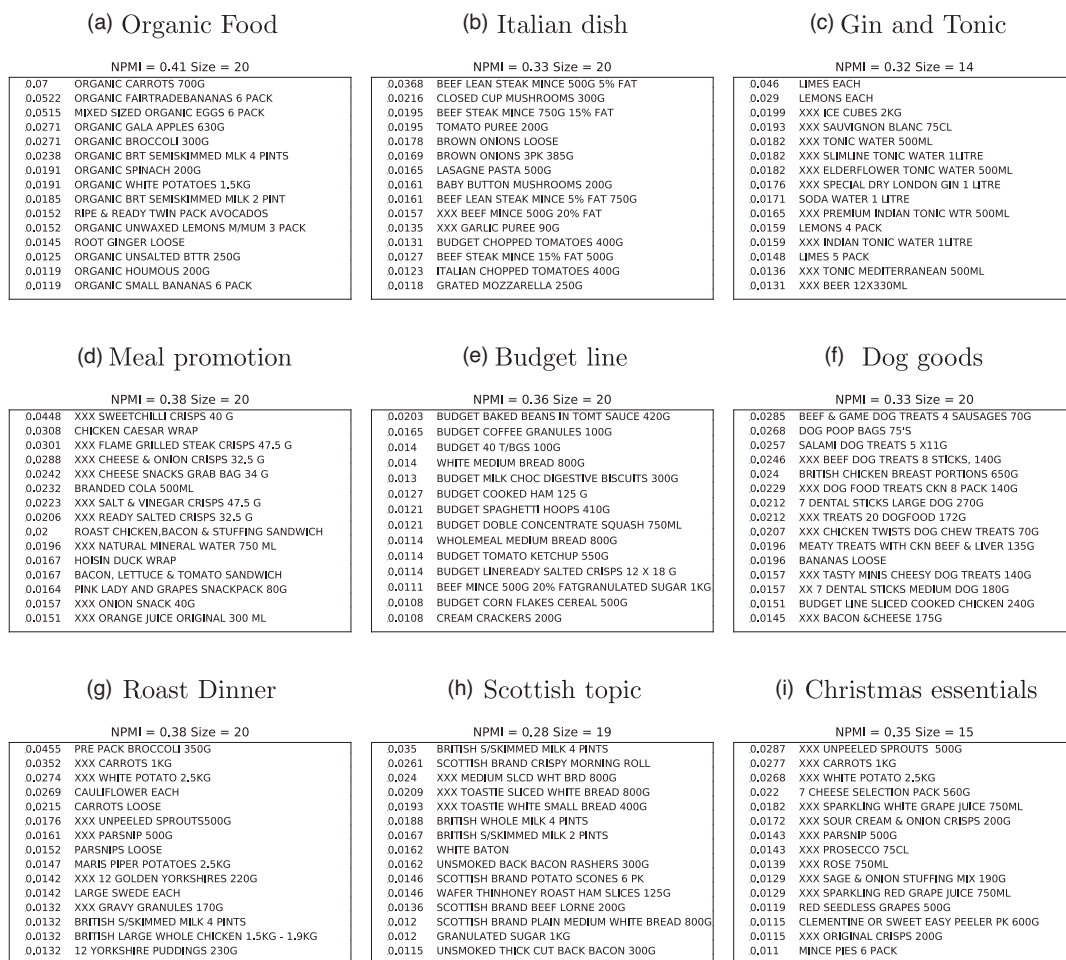 (a) Organic Food
NPMI = 0.41 Size = 20
0.07 ORGANIC CARROTS 700G
0.0522 ORGANIC FAIRTRADEBANANAS 6 PACK
0.0515 MIXED SIZED ORGANIC EGGS 6 PACK
0.0271 ORGANIC GALA APPLES 630G
0.0271 ORGANIC BROCCOLI 300G
0.0238 ORGANIC BRT SEMISKIMMED MLK 4 PINTS
0.0191 ORGANIC SPINACH 200G
0.0191 ORGANIC WHITE POTATOES 1.5KG
0.0185 ORGANIC BRT SEMISKIMMED MILK 2 PINT
0.0152 RIPE & READY TWIN PACK AVOCADOS
0.0152 ORGANIC UNWAXED LEMONS M/MUM 3 PACK
0.0145 ROOT GINGER LOOSE
0.0125 ORGANIC UNSALTED BTTR 250G
0.0119 ORGANIC HOUMOUS 200G
0.0119 ORGANIC SMALL BANANAS 6 PACK
(b) Italian dish
NPMI = 0.33 Size = 20
0.0368 BEEF LEAN STEAK MINCE 500G 5% FAT
0.0216 CLOSED CUP MUSHROOMS 300G
0.0195 BEEF STEAK MINCE 750G 15% FAT
0.0195 TOMATO PUREE 200G
0.0178 BROWN ONIONS LOOSE
0.0169 BROWN ONIONS 3PK 385G
0.0165 LASAGNE PASTA 500G
0.0161 BABY BUTTON MUSHROOMS 200G
0.0161 BEEF LEAN STEAK MINCE 5% FAT 750G
0.0157 XXX BEEF MINCE 500G 20% FAT
0.0135 XXX GARLIC PUREE 90G
0.0131 BUDGET CHOPPED TOMATOES 400G
0.0127 BEEF STEAK MINCE 15% FAT 500G
0.0123 ITALIAN CHOPPED TOMATOES 400G
0.0118 GRATED MOZZARELLA 250G
(c) Gin and Tonic
NPMI = 0.32 Size = 14
0.046 LIMES EACH
0.029 LEMONS EACH
0.0199 XXX ICE CUBES 2KG
0.0193 XXX SAUVIGNON BLANC 75CL
0.0182 XXX TONIC WATER 500ML
0.0182 XXX SLIMLINE TONIC WATER 1LITRE
0.0182 XXX ELDERFLOWER TONIC WATER 500ML
0.0176 XXX SPECIAL DRY LONDON GIN 1 LITRE
0.0171 SODA WATER 1 LITRE
0.0165 XXX PREMIUM INDIAN TONIC WTR 500ML
0.0159 LEMONS 4 PACK
0.0159 XXX INDIAN TONIC WATER 1LITRE
0.0148 LIMES 5 PACK
0.0136 XXX TONIC MEDITERRANEAN 500ML
0.0131 XXX BEER 12X330ML
(d) Meal promotion
NPMI = 0.38 Size = 20
0.0448 XXX SWEETCHILLI CRISPS 40 G
0.0308 CHICKEN CAESAR WRAP
0.0301 XXX FLAME GRILLED STEAK CRISPS 47.5 G
0.0288 XXX CHEESE & ONION CRISPS 32.5 G
0.0242 XXX CHEESE SNACKS GRAB BAG 34 G
0.0232 BRANDED COLA 500ML
0.0223 XXX SALT & VINEGAR CRISPS 47.5 G
0.0206 XXX READY SALTED CRISPS 32.5 G
0.02 ROAST CHICKEN,BACON & STUFFING SANDWICH
0.0196 XXX NATURAL MINERAL WATER 750 ML
0.0167 HOISIN DUCK WRAP
0.0167 BACON, LETTUCE & TOMATO SANDWICH
0.0164 PINK LADY AND GRAPES SNACKPACK 80G
0.0157 XXX ONION SNACK 40G
0.0151 XXX ORANGE JUICE ORIGINAL 300 ML
(e) Budget line
NPMI = 0.36 Size = 20
0.0203 BUDGET BAKED BEANS IN TOMT SAUCE 420G
0.0165 BUDGET COFFEE GRANULES 100G
0.014 BUDGET 40 T/BGS 100G
0.014 WHITE MEDIUM BREAD 800G
0.013 BUDGET MILK CHOC DIGESTIVE BISCUITS 300G
0.0127 BUDGET COOKED HAM 125 G
0.0121 BUDGET SPAGHETTI HOOPS 410G
0.0121 BUDGET DOBLE CONCENTRATE SQUASH 750ML
0.0114 WHOLEMEAL MEDIUM BREAD 800G
0.0114 BUDGET TOMATO KETCHUP 550G
0.0114 BUDGET LINEREADY SALTED CRISPS 12 X 18 G
0.0111 BEEF MINCE 500G 20% FATGRANULATED SUGAR 1KG
0.0108 BUDGET CORN FLAKES CEREAL 500G
0.0108 CREAM CRACKERS 200G
(f) Dog goods
NPMI = 0.33 Size = 20
0.0285 BEEF & GAME DOG TREATS 4 SAUSAGES 70G
0.0268 DOG POOP BAGS 75'S
0.0257 SALAMI DOG TREATS 5 X11G
0.0246 XXX BEEF DOG TREATS 8 STICKS, 140G
0.024 BRITISH CHICKEN BREAST PORTIONS 650G
0.0229 XXX DOG FOOD TREATS CKN 8 PACK 140G
0.0212 7 DENTAL STICKS LARGE DOG 270G
0.0212 XXX TREATS 20 DOGFOOD 172G
0.0207 XXX CHICKEN TWISTS DOG CHEW TREATS 70G
0.0196 MEATY TREATS WITH CKN BEEF & LIVER 135G
0.0196 BANANAS LOOSE
0.0157 XXX TASTY MINIS CHEESY DOG TREATS 140G
0.0157 XX 7 DENTAL STICKS MEDIUM DOG 180G
0.0151 BUDGET LINE SLICED COOKED CHICKEN 240G
0.0145 XXX BACON &CHEESE 175G
(g) Roast Dinner
NPMI = 0.38 Size = 20
0.0455 PRE PACK BROCCOLI 350G
0.0352 XXX CARROTS 1KG
0.0274 XXX WHITE POTATO 2.5KG
0.0269 CAULIFLOWER EACH
0.0215 CARROTS LOOSE
0.0176 XXX UNPEELED SPROUTS500G
0.0161 XXX PARSNIP 500G
0.0152 PARSNIPS LOOSE
0.0147 MARIS PIPER POTATOES 2.5KG
0.0142 XXX 12 GOLDEN YORKSHIRES 220G
0.0142 LARGE SWEDE EACH
0.0132 XXX GRAVY GRANULES 170G
0.0132 BRITISH S/SKIMMED MILK 4 PINTS
0.0132 BRITISH LARGE WHOLE CHICKEN 1.5KG - 1.9KG
0.0132 12 YORKSHIRE PUDDINGS 230G
(h) Scottish topic
NPMI = 0.28 Size = 19
0.035 BRITISH S/SKIMMED MILK 4 PINTS
0.0261 SCOTTISH BRAND CRISPY MORNING ROLL
0.024 XXX MEDIUM SLCD WHT BRD 800G
0.0209 XXX TOASTIE SLICED WHITE BREAD 800G
0.0193 XXX TOASTIE WHITE SMALL BREAD 400G
0.0188 BRITISH WHOLE MILK 4 PINTS
0.0167 BRITISH S/SKIMMED MILK 2 PINTS
0.0162 WHITE BATON
0.0162 UNSMOKED BACK BACON RASHERS 300G
0.0146 SCOTTISH BRAND POTATO SCONES 6 PK
0.0146 WAFER THINHONEY ROAST HAM SLICES 125G
0.0136 SCOTTISH BRAND BEEF LORNE 200G
0.012 SCOTTISH BRAND PLAIN MEDIUM WHITE BREAD 800G
0.012 GRANULATED SUGAR 1KG
0.0115 UNSMOKED THICK CUT BACK BACON 300G
(i) Christmas essentials
NPMI = 0.35 Size = 15
0.0287 XXX UNPEELED SPROUTS 500G
0.0277 XXX CARROTS 1KG
0.0268 XXX WHITE POTATO 2.5KG
0.022 7 CHEESE SELECTION PACK 560G
0.0182 XXX SPARKLING WHITE GRAPE JUICE 750ML
0.0172 XXX SOUR CREAM & ONION CRISPS 200G
0.0143 XXX PARSNIP 500G
0.0143 XXX PROSECCO 75CL
0.0139 XXX ROSE 750ML
0.0129 XXX SAGE & ONION STUFFING MIX 190G
0.0129 XXX SPARKLING RED GRAPE JUICE 750ML
0.0119 RED SEEDLESS GRAPES 500G
0.0115 CLEMENTINE OR SWEET EASY PEELER PK 600G
0.0115 XXX ORIGINAL CRISPS 200G
0.011 MINCE PIES 6 PACK